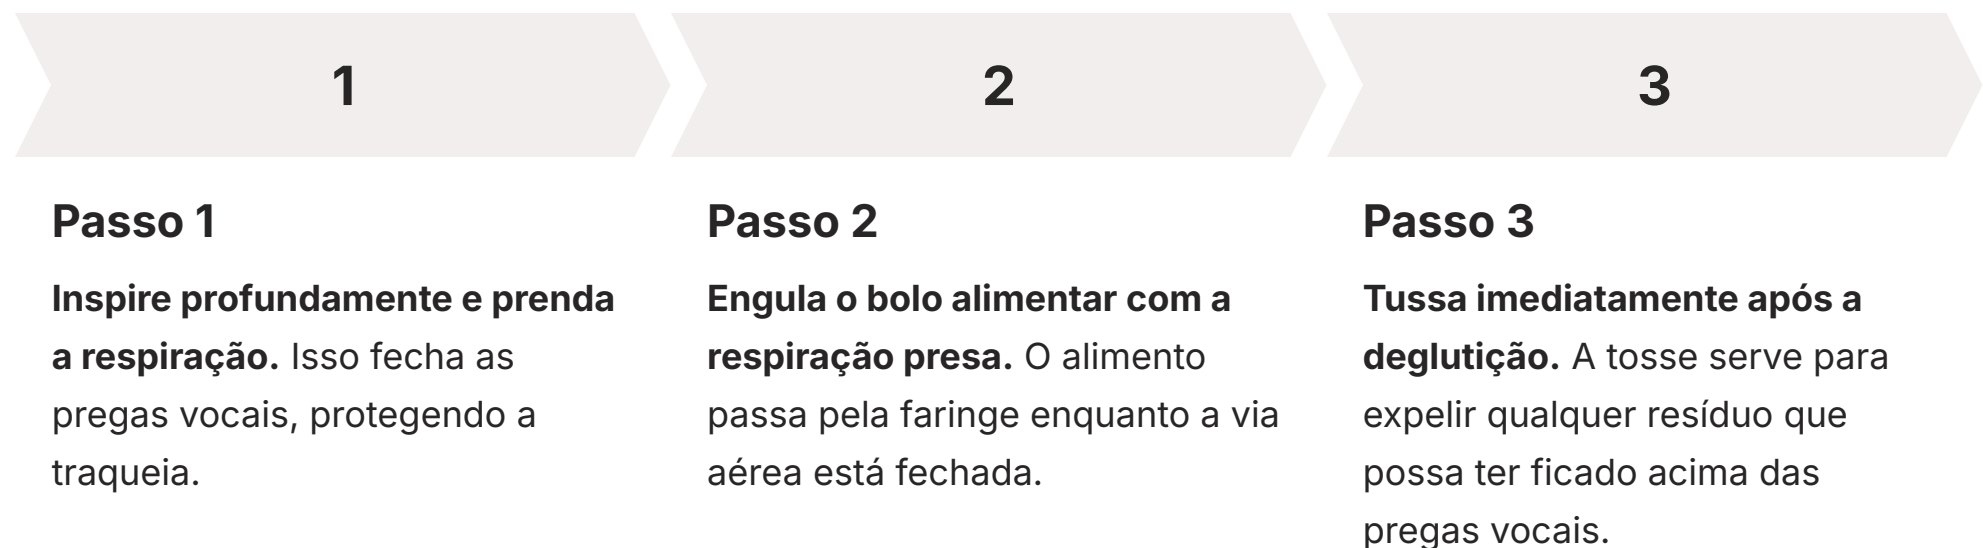 1
2
3
Passo 1
Inspire profundamente e prenda
a respiração. Isso fecha as
pregas vocais, protegendo a
traqueia.
Passo 2
Engula o bolo alimentar com a
respiração presa. O alimento
passa pela faringe enquanto a via
aérea está fechada.
Passo 3
Tussa imediatamente após a
deglutição. A tosse serve para
expelir qualquer resíduo que
possa ter ficado acima das
pregas vocais.